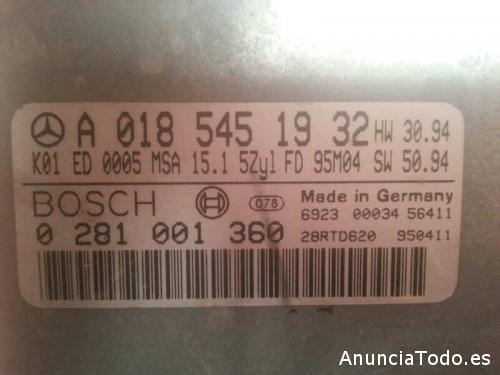 A 018 545 19 32 HW 30.94
K01 ED 0005 MSA 15.1 5Zyl FD 95M04 SW 50.94
BOSCH 078 Made in Germany
6923 00034 56411
0 281 001 360 28RTD620 950411
AnunciaTodo.es